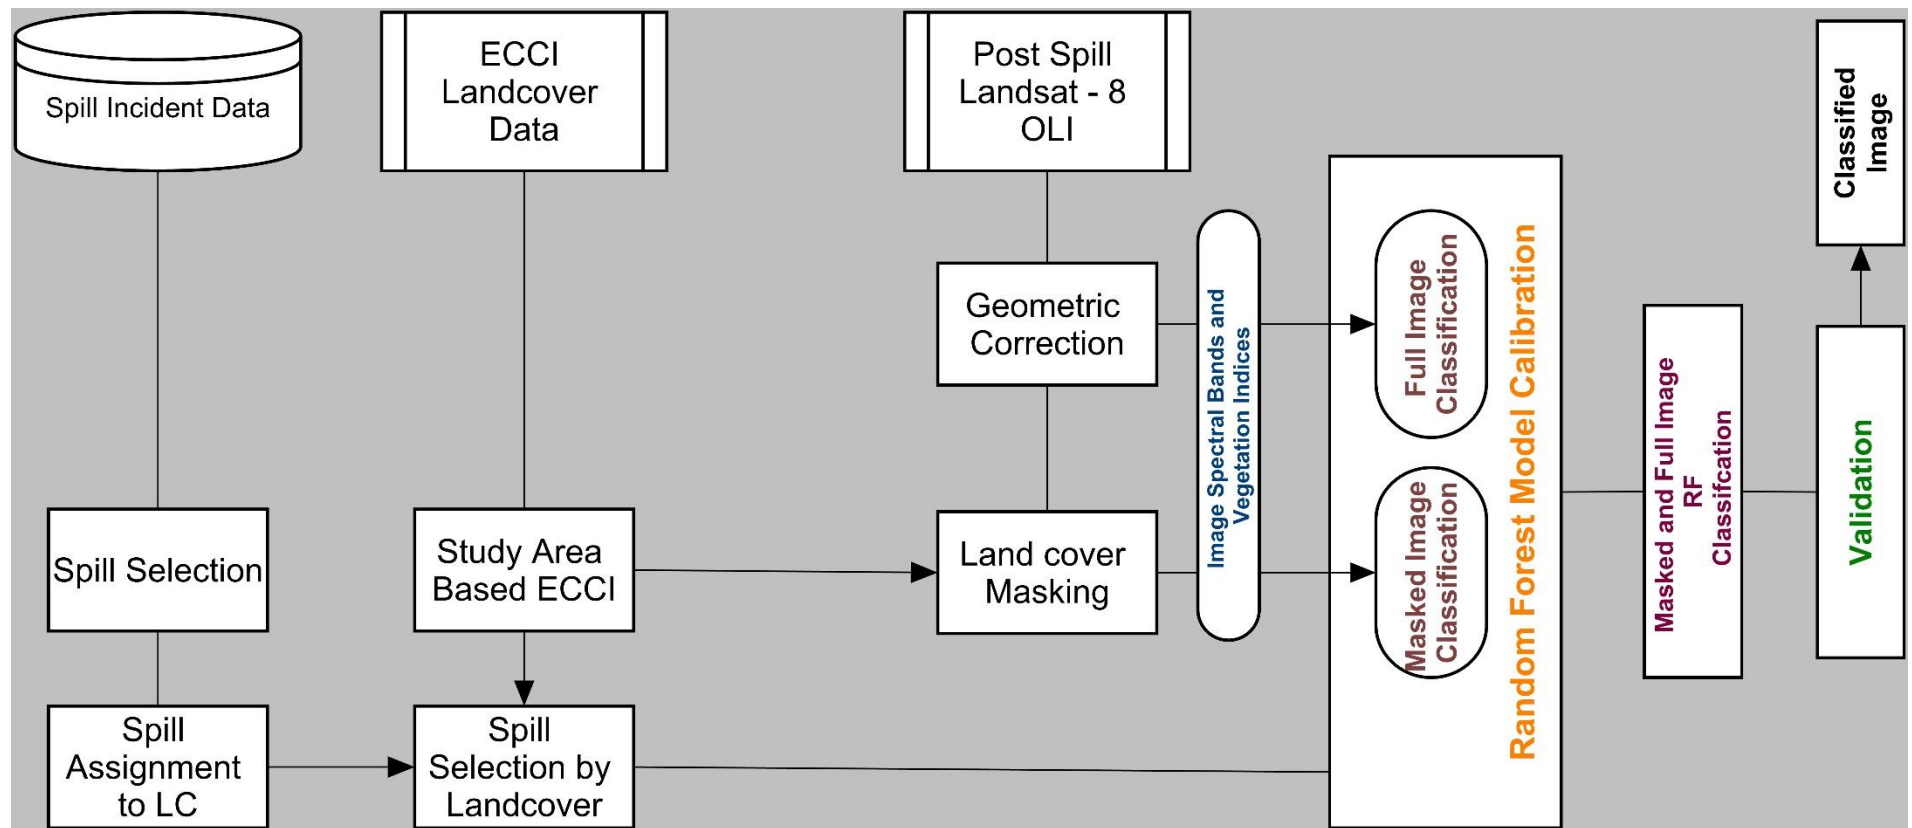 Spill Incident Data
ECCI
Landcover
Data
Post Spill
Landsat - 8
OLI
Classified
Image
Geometric
Correction
Image Spectral Bands and
Vegetation Indices
Full Image
Classification
Random Forest Model Calibration
Masked Image
Classification
Masked and Full Image
RF
Classifcation
Validation
Spill Selection
Study Area
Based ECCI
Land cover
Masking
Spill
Assignment
to LC
Spill
Selection by
Landcover